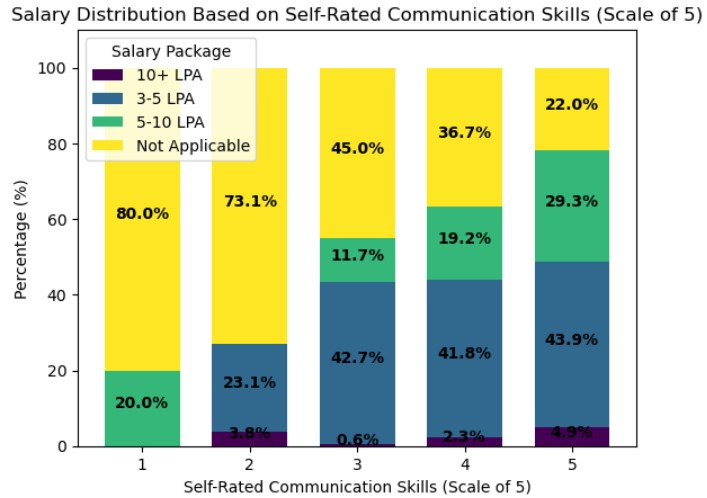 Salary Distribution Based on Self-Rated Communication Skills (Scale of 5)
Salary Package
10+ LPA
3-5 LPA
5-10 LPA
Not Applicable
Percentage (%)
100
80
60
40
20
0
80.0%
20.0%
73.1%
23.1%
3.8%
45.0%
11.7%
42.7%
0.6%
36.7%
19.2%
41.8%
2.3%
22.0%
29.3%
43.9%
4.9%
1 2 3 4 5
Self-Rated Communication Skills (Scale of 5)